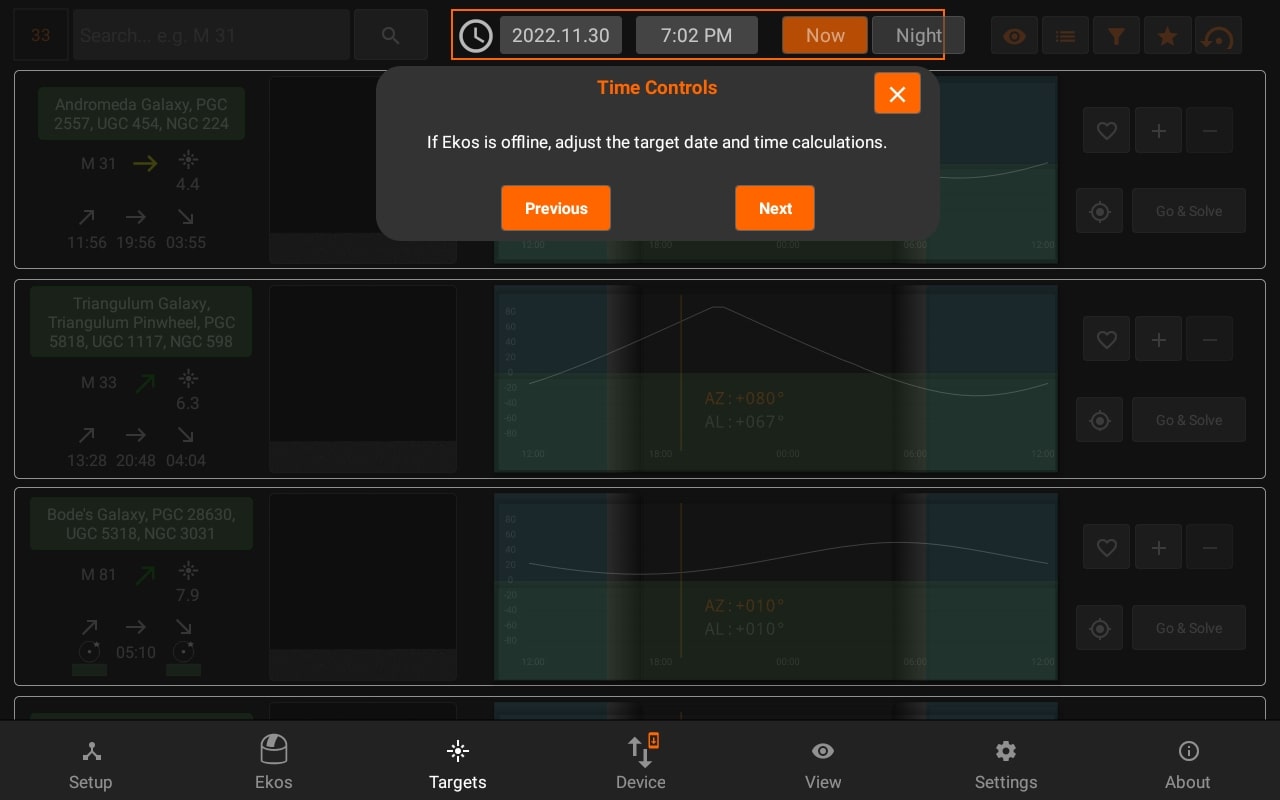 33
Search... e.g. M 31
2022.11.30
7:02 PM
Now
Night
Time Controls
If Ekos is offline, adjust the target date and time calculations.
Previous
Next
Andromeda Galaxy, PGC
2557, UGC 454, NGC 224
M 31
4.4
11:56 19:56 03:55
12:00 18:00 00:00 06:00 12:00
Go & Solve
Triangulum Galaxy,
Triangulum Pinwheel, PGC
5818, UGC 1117, NGC 598
M 33
6.3
13:28 20:48 04:04
80
60
40
20
0
-20
-40
-60
-80
AZ:+080°
AL:+067°
12:00 18:00 00:00 06:00 12:00
Go & Solve
Bode's Galaxy, PGC 28630,
UGC 5318, NGC 3031
M 81
7.9
05:10
80
60
40
20
0
-20
-40
-60
-80
AZ:+010°
AL:+010°
12:00 18:00 00:00 06:00 12:00
Go & Solve
Setup
Ekos
Targets
Device
View
Settings
About